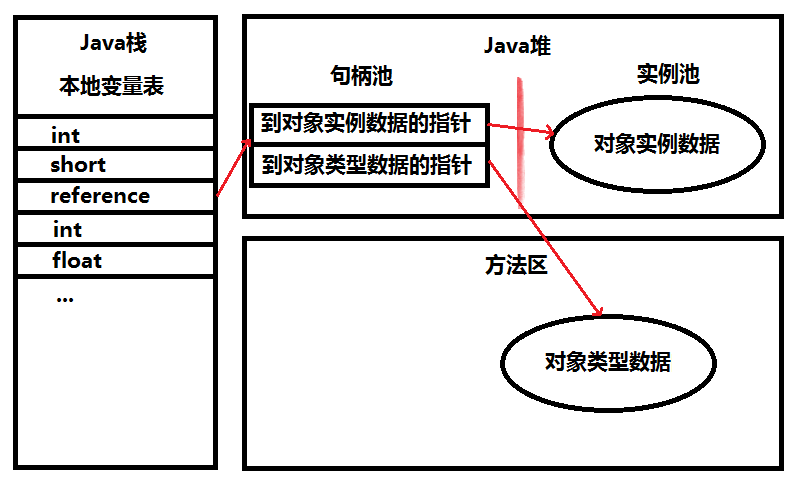 Java栈
本地变量表
int
short
reference
int
float
...
Java堆
句柄池
实例池
到对象实例数据的指针
到对象类型数据的指针
对象实例数据
方法区
对象类型数据